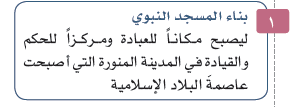 ١
بناء المسجد النبوي
ليصبح مكاناً للعبادة ومركزاً للحكم
والقيادة في المدينة المنورة التي أصبحت
عاصمةَ البلاد الإسلامية